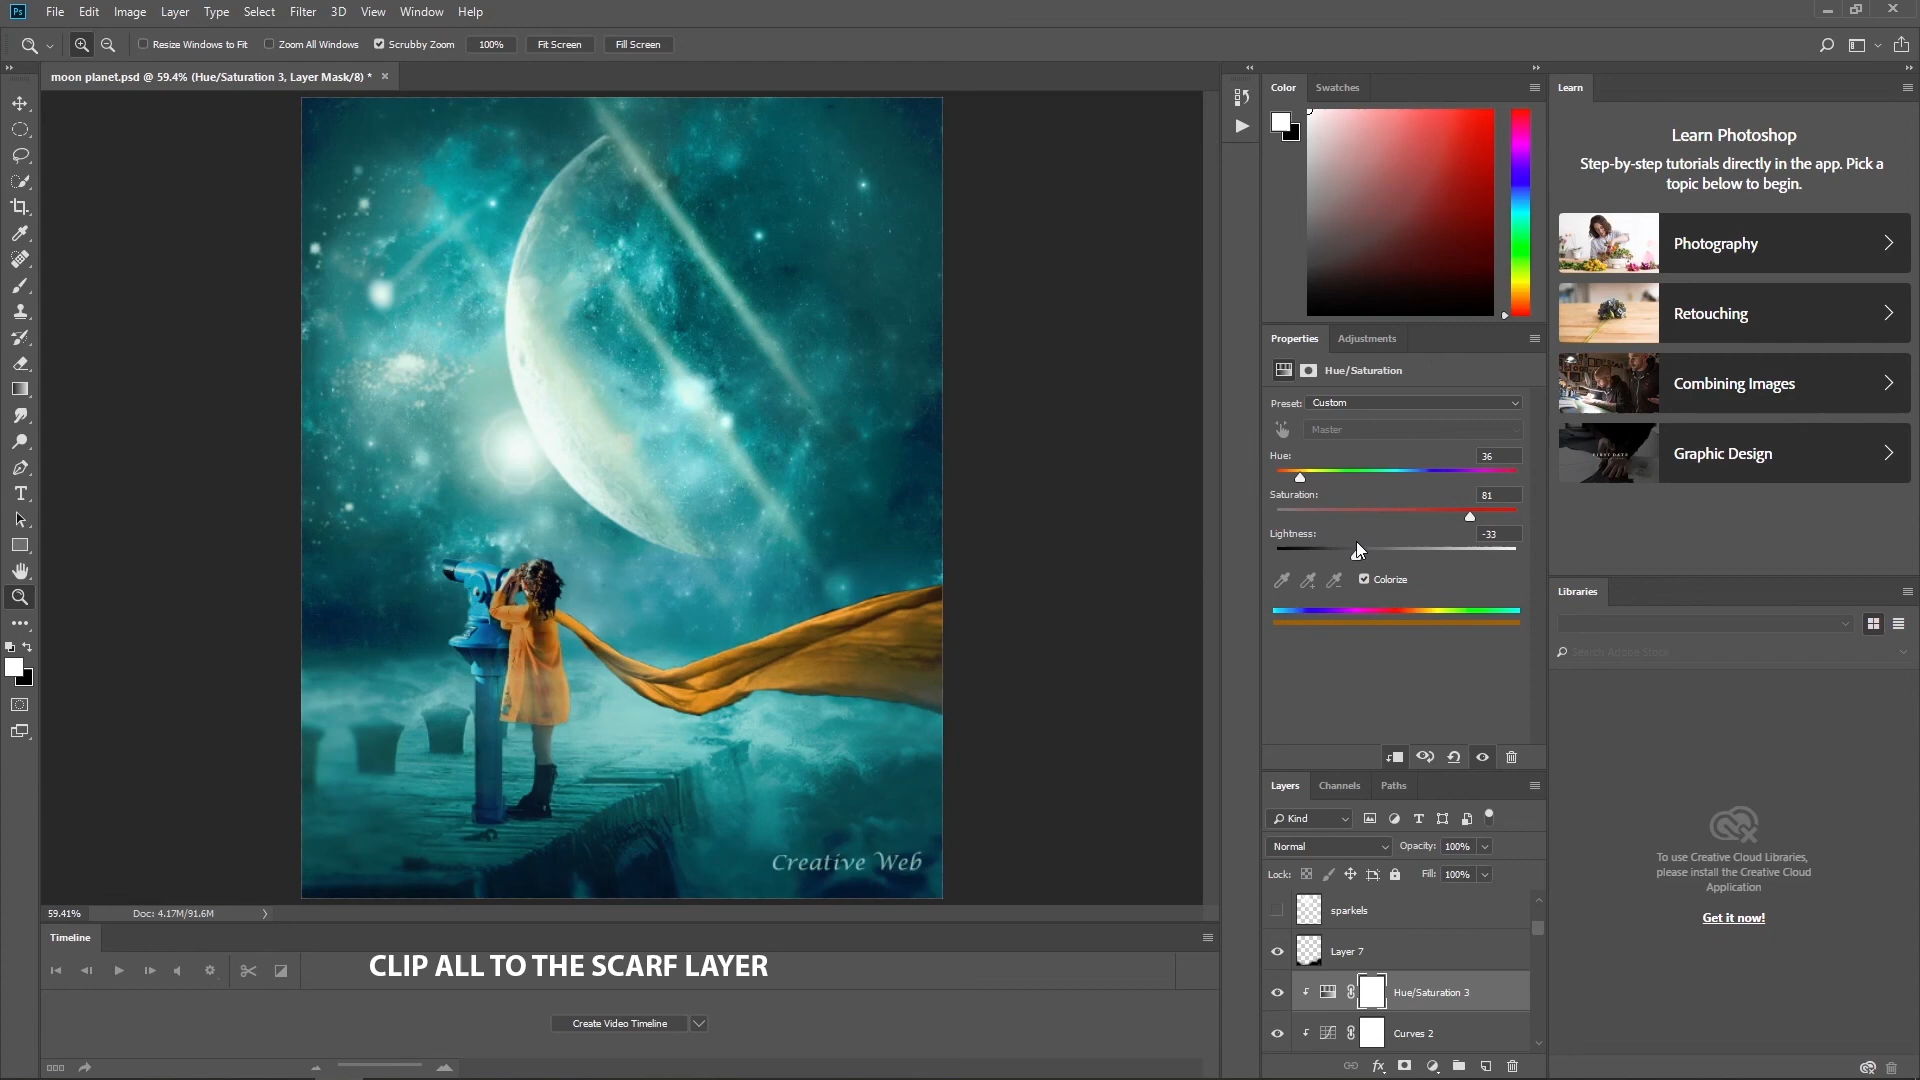 Ps File Edit Image Layer Type Select Filter 3D View Window Help
Resize Windows to Fit Zoom All Windows Scrubby Zoom 100% Fit Screen Fill Screen
moon planet.psd @ 59.4% (Hue/Saturation 3, Layer Mask/8) *
Creative Web
59.41% Doc: 4.17M/91.6M
Timeline
CLIP ALL TO THE SCARF LAYER
Create Video Timeline
Color Swatches
Properties Adjustments
Hue/Saturation
Preset: Custom
Master
Hue: 36
Saturation: 81
Lightness: -33
Colorize
Layers Channels Paths
Kind
Normal Opacity: 100%
Lock: Fill: 100%
sparkels
Layer 7
Hue/Saturation 3
Curves 2
fx
Learn
Learn Photoshop
Step-by-step tutorials directly in the app. Pick a
topic below to begin.
Photography
Retouching
Combining Images
Graphic Design
Libraries
Search Adobe Stock
To use Creative Cloud Libraries,
please install the Creative Cloud
Application
Get it now!